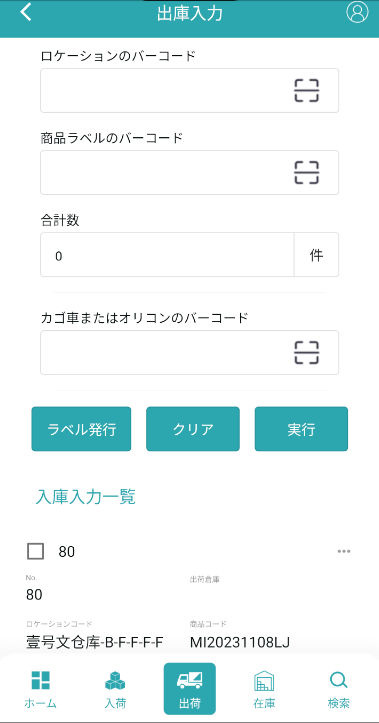 出庫入力
ロケーションのバーコード
商品ラベルのバーコード
合計数
0 件
カゴ車またはオリコンのバーコード
ラベル発行 クリア 実行
入庫入力一覧
80
No. 出荷倉庫
80
ロケーションコード 商品コード
壹号文仓库-B-F-F-F-F MI20231108LJ
ホーム 入荷 出荷 在庫 検索